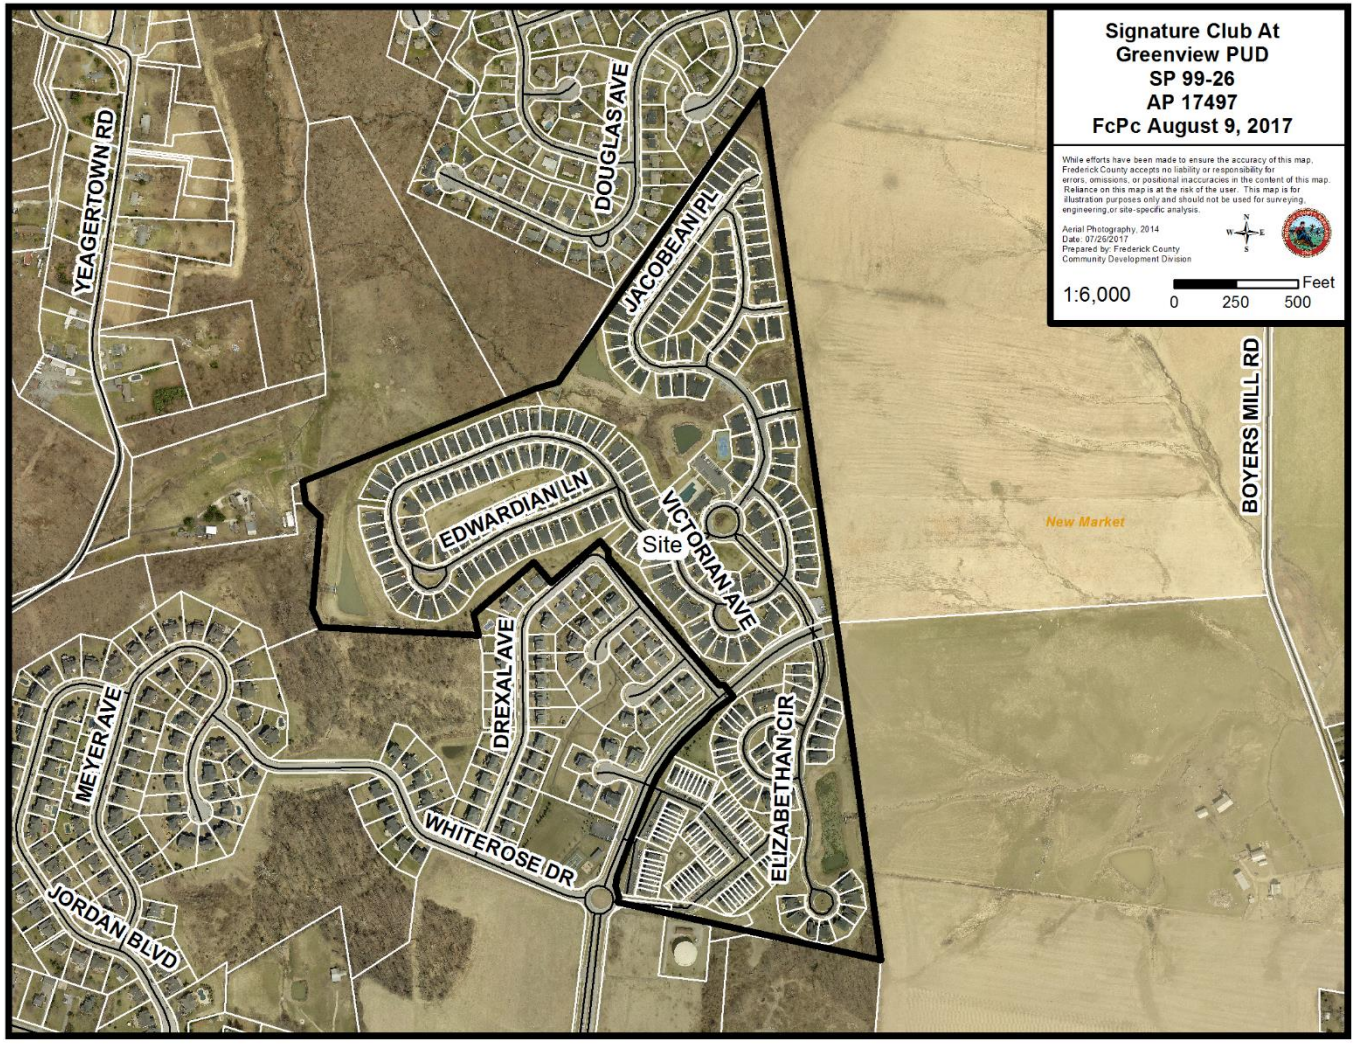 Signature Club At
Greenview PUD
SP 99-26
AP 17497
FcPc August 9, 2017
While efforts have been made to ensure the accuracy of this map,
Frederick County accepts no liability or responsibility for
errors, omissions, or positional inaccuracies in the content of this map.
Reliance on this map is at the risk of the user. This map is for
illustration purposes only and should not be used for surveying,
engineering,or site-specific analysis.
Aerial Photography, 2014
Date: 07/26/2017
Prepared by: Frederick County
Community Development Division
N
W E
S
1:6,000
Feet
0 250 500
YEAGERTOWN RD
DOUGLAS AVE
JACOBEAN PL
BOYERS MILL RD
EDWARDIAN LN
VICTORIAN AVE
Site
New Market
DREXAL AVE
MEYER AVE
ELIZABETHAN CIR
WHITEROSE DR
JORDAN BLVD